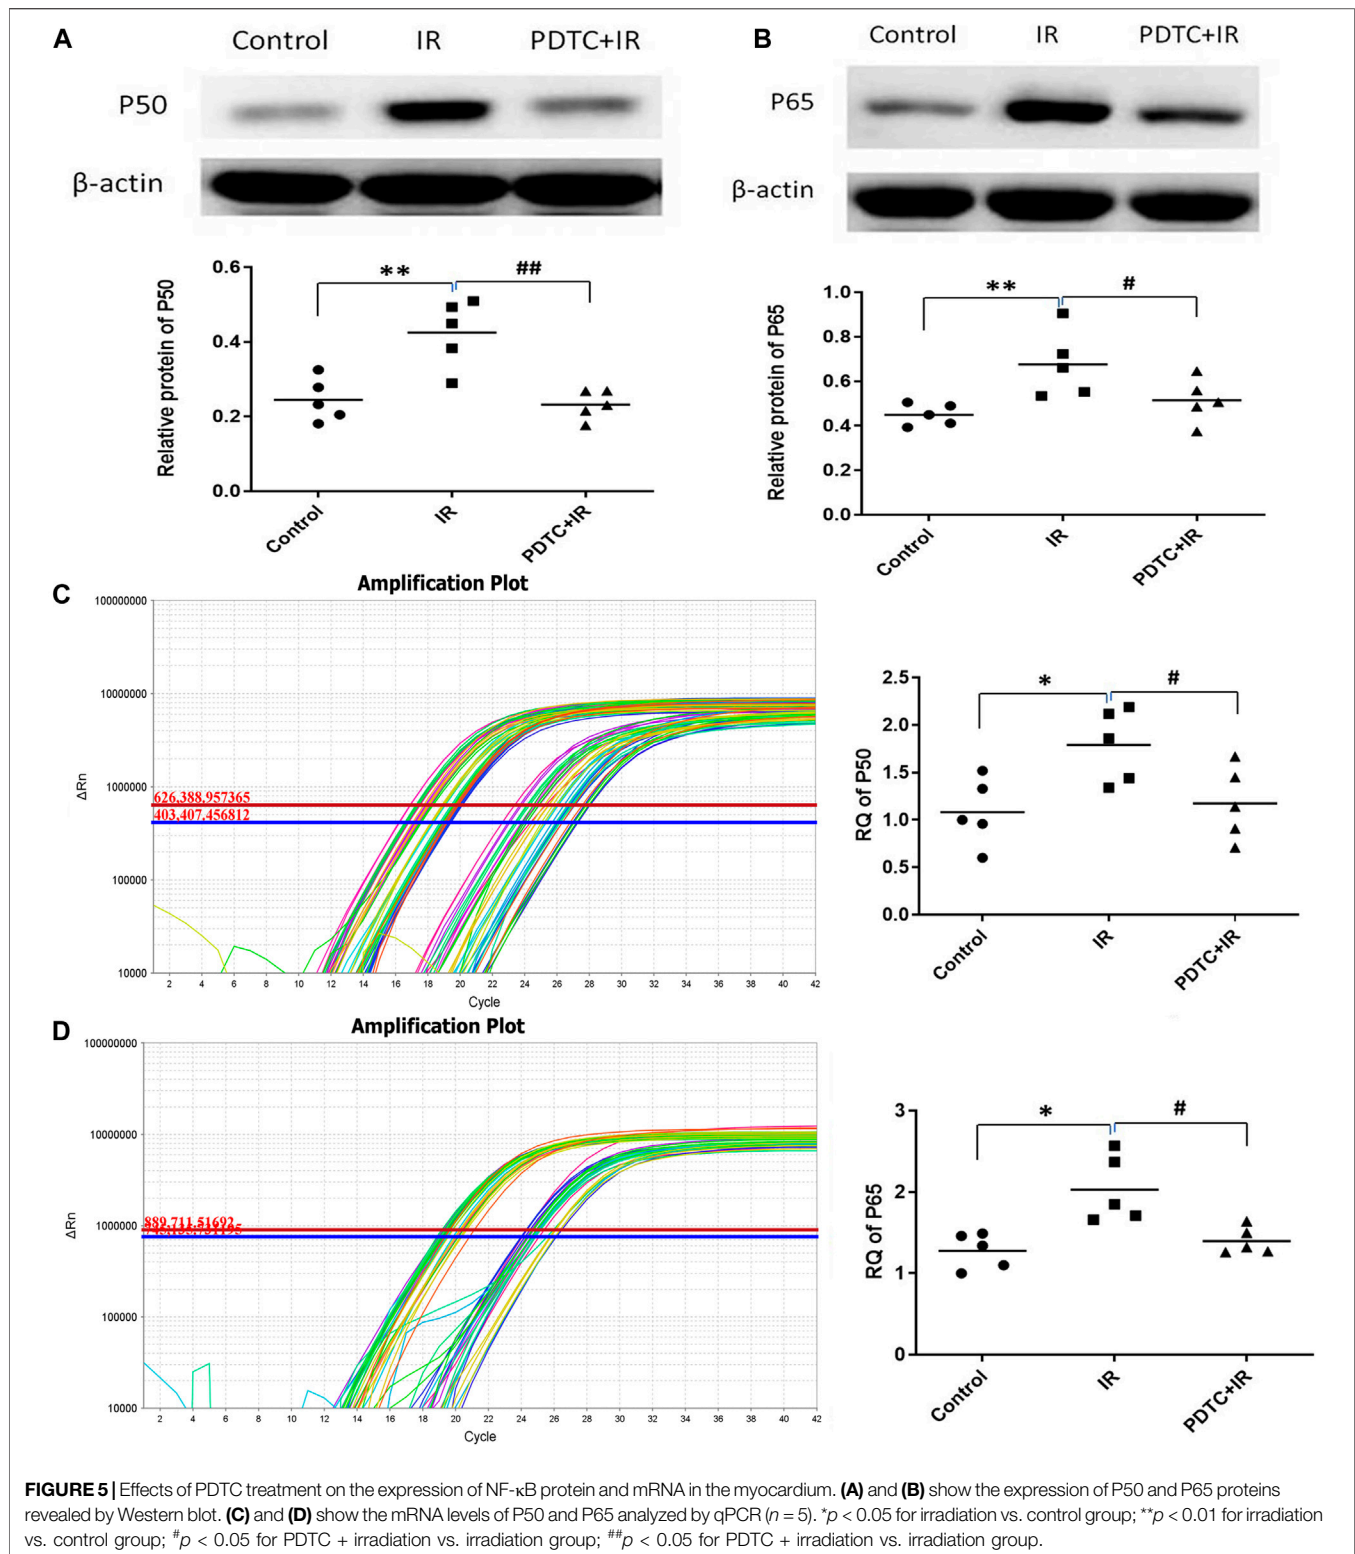 A
Control IR PDTC+IR
P50
β-actin
0.6
0.4
0.2
0.0
Relative protein of P50
** ##
Control IR PDTC+IR
B
Control IR PDTC+IR
P65
β-actin
1.0
0.8
0.6
0.4
0.2
0.0
Relative protein of P65
** #
Control IR PDTC+IR
C
Amplification Plot
100000000
10000000
1000000
100000
10000
ΔRn
626,388.957365
403,407.456812
2 4 6 8 10 12 14 16 18 20 22 24 26 28 30 32 34 36 38 40 42
Cycle
2.5
2.0
1.5
1.0
0.5
0.0
RQ of P50
* #
Control IR PDTC+IR
D
Amplification Plot
100000000
10000000
1000000
100000
10000
ΔRn
889,711.51692
2 4 6 8 10 12 14 16 18 20 22 24 26 28 30 32 34 36 38 40 42
Cycle
3
2
1
0
RQ of P65
* #
Control IR PDTC+IR
FIGURE 5 | Effects of PDTC treatment on the expression of NF-κB protein and mRNA in the myocardium. (A) and (B) show the expression of P50 and P65 proteins
revealed by Western blot. (C) and (D) show the mRNA levels of P50 and P65 analyzed by qPCR (n = 5). *p < 0.05 for irradiation vs. control group; **p < 0.01 for irradiation
vs. control group; #p < 0.05 for PDTC + irradiation vs. irradiation group; ##p < 0.05 for PDTC + irradiation vs. irradiation group.